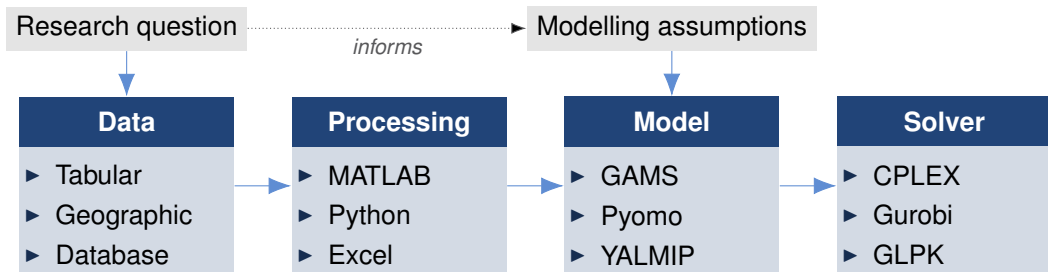 Research question
informs
Modelling assumptions
Data
Tabular
Geographic
Database
Processing
MATLAB
Python
Excel
Model
GAMS
Pyomo
YALMIP
Solver
CPLEX
Gurobi
GLPK